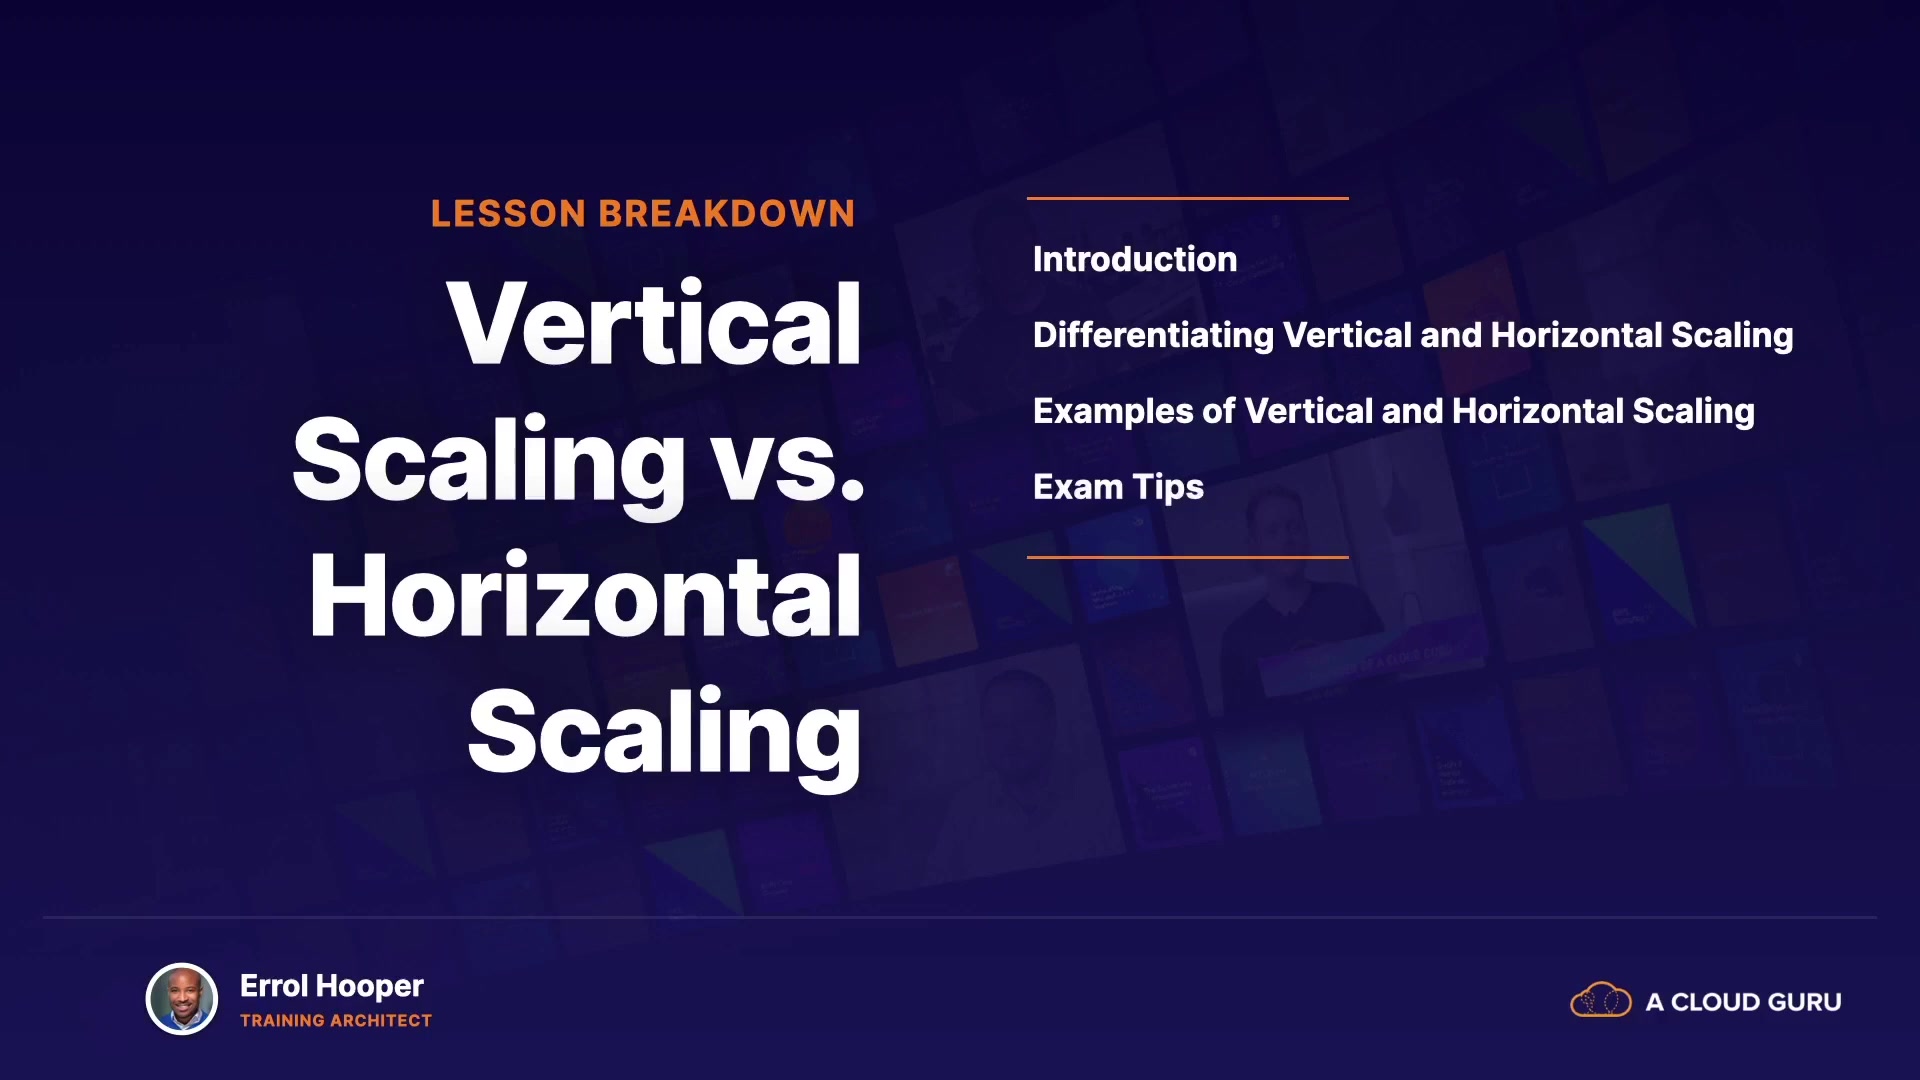 LESSON BREAKDOWN
Vertical
Scaling vs.
Horizontal
Scaling
Introduction
Differentiating Vertical and Horizontal Scaling
Examples of Vertical and Horizontal Scaling
Exam Tips
Errol Hooper
TRAINING ARCHITECT
A CLOUD GURU